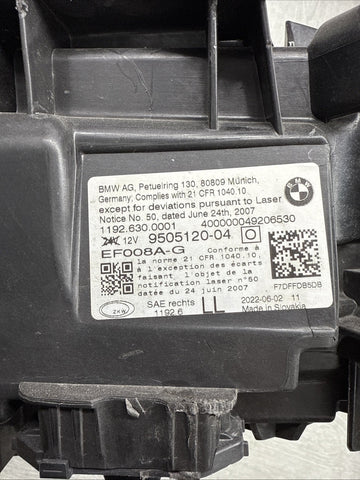 BMW AG, Petuelring 130, 80809 Münich,
Germany; Complies with 21 CFR 1040.10
except for deviations pursuant to Laser
Notice No. 50, dated June 24th, 2007
1192.630.0001 400000049206530
12V 9505120-04
EF008A-G Conforme à
la norme 21 CFR 1040.10,
à l'exception des écarts
faisant l'objet de la
notification laser n°50
datée du 24 juin 2007
F7DFFDB5DB
ZKW
SAE rechts LL 2022-06-02 11
1192.6 Made in Slovakia
BMW